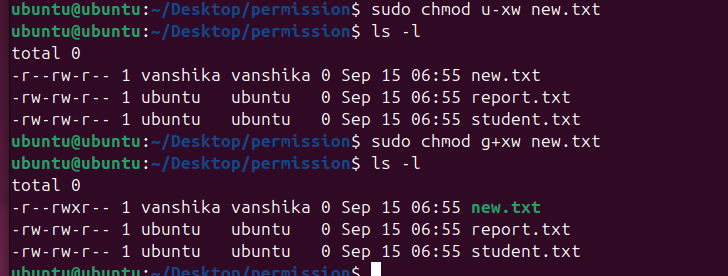 ubuntu@ubuntu:~/Desktop/permission$ sudo chmod u-xw new.txt
ubuntu@ubuntu:~/Desktop/permission$ ls -l
total 0
-r--rw-r-- 1 vanshika vanshika 0 Sep 15 06:55 new.txt
-rw-rw-r-- 1 ubuntu   ubuntu   0 Sep 15 06:55 report.txt
-rw-rw-r-- 1 ubuntu   ubuntu   0 Sep 15 06:55 student.txt
ubuntu@ubuntu:~/Desktop/permission$ sudo chmod g+xw new.txt
ubuntu@ubuntu:~/Desktop/permission$ ls -l
total 0
-r--rwxr-- 1 vanshika vanshika 0 Sep 15 06:55 new.txt
-rw-rw-r-- 1 ubuntu   ubuntu   0 Sep 15 06:55 report.txt
-rw-rw-r-- 1 ubuntu   ubuntu   0 Sep 15 06:55 student.txt
ubuntu@ubuntu:~/Desktop/permission$